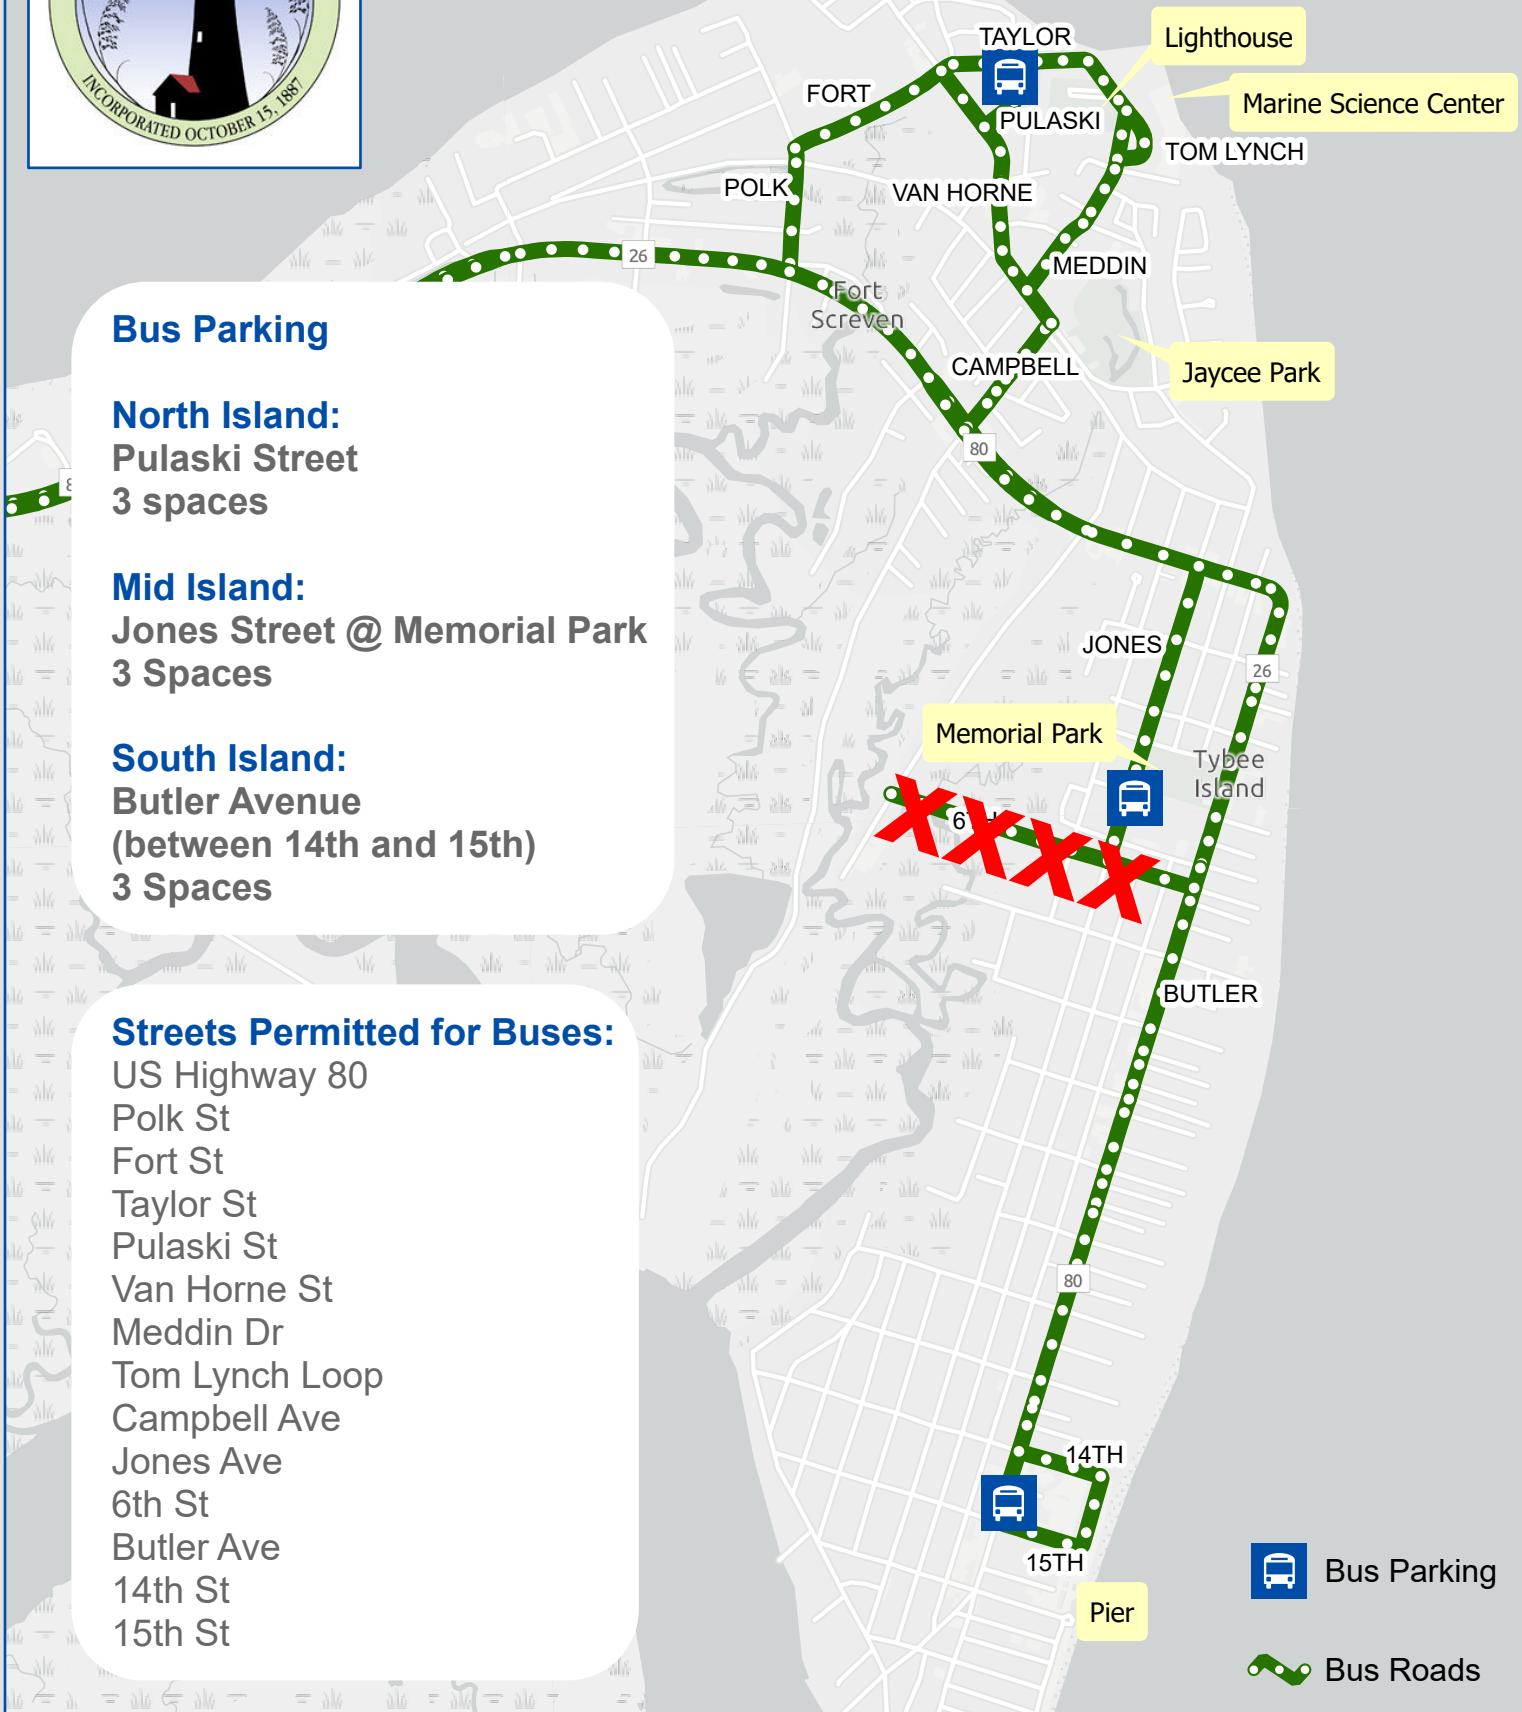 INCORPORATED OCTOBER 15, 1887
TAYLOR
Lighthouse
FORT
Marine Science Center
PULASKI
TOM LYNCH
POLK
VAN HORNE
26
MEDDIN
Fort
Screven
CAMPBELL
Jaycee Park
80
Bus Parking
North Island:
Pulaski Street
3 spaces
Mid Island:
Jones Street @ Memorial Park
3 Spaces
South Island:
Butler Avenue
(between 14th and 15th)
3 Spaces
JONES
26
Memorial Park
Tybee
Island
XXXX
BUTLER
Streets Permitted for Buses:
US Highway 80
Polk St
Fort St
Taylor St
Pulaski St
Van Horne St
Meddin Dr
Tom Lynch Loop
Campbell Ave
Jones Ave
6th St
Butler Ave
14th St
15th St
80
14TH
15TH
Pier
Bus Parking
Bus Roads